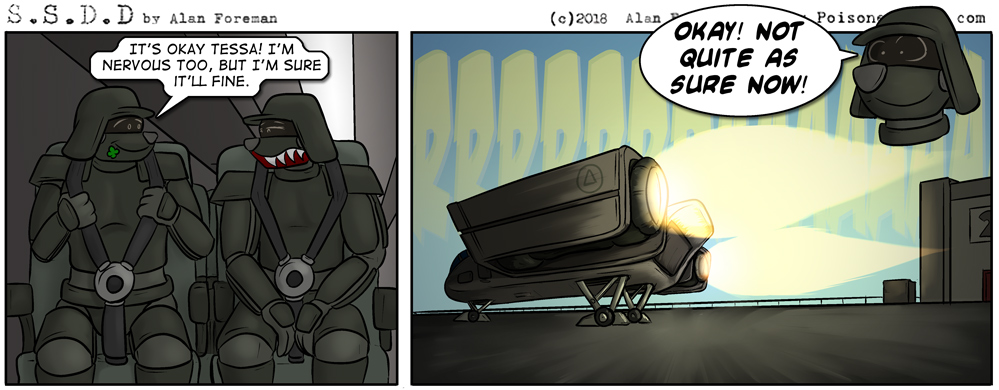 S.S.D.D by Alan Foreman
(c)2018 Alan
Poisone
com
IT'S OKAY TESSA! I'M
NERVOUS TOO, BUT I'M SURE
IT'LL FINE.
OKAY! NOT
QUITE AS
SURE NOW!